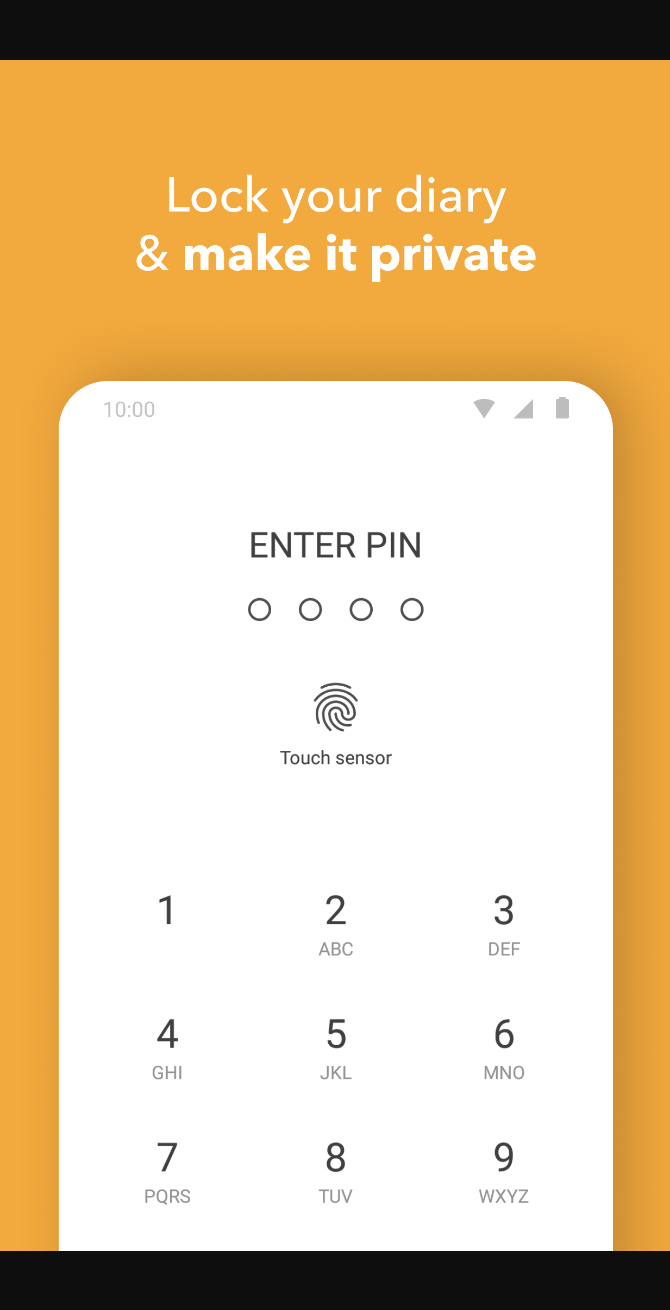 Lock your diary
& make it private
10:00
ENTER PIN
Touch sensor
1 2 3
ABC DEF
4 5 6
GHI JKL MNO
7 8 9
PQRS TUV WXYZ